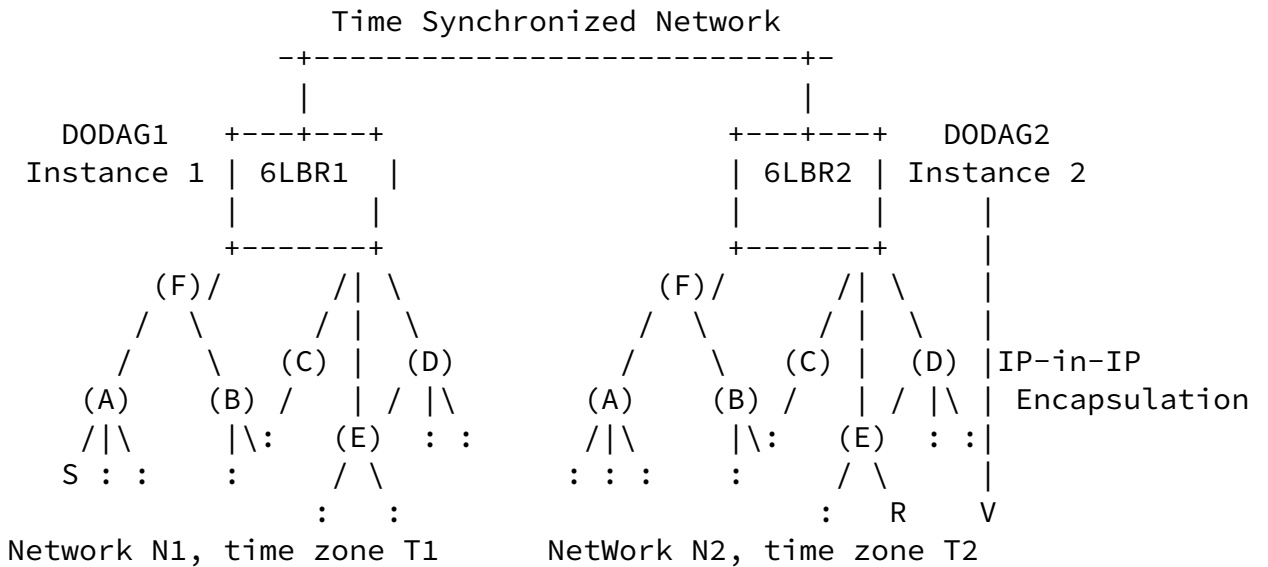 Time Synchronized Network
-+---------------------------+-
| |
DODAG1 +---+---+ +---+---+ DODAG2
Instance 1 | 6LBR1 | | 6LBR2 | Instance 2
| | | | |
+-------+ +-------+ |
(F)/ /| \ (F)/ /| \ |
/ \ / | \ / \ / | \ |
/ \ (C) | (D) / \ (C) | (D) |IP-in-IP
(A) (B) / | / |\ (A) (B) / | / |\ | Encapsulation
/|\ |\: (E) : : /|\ |\: (E) : :|
S : : : / \ : : : : / \ |
: : : R V
Network N1, time zone T1 NetWork N2, time zone T2